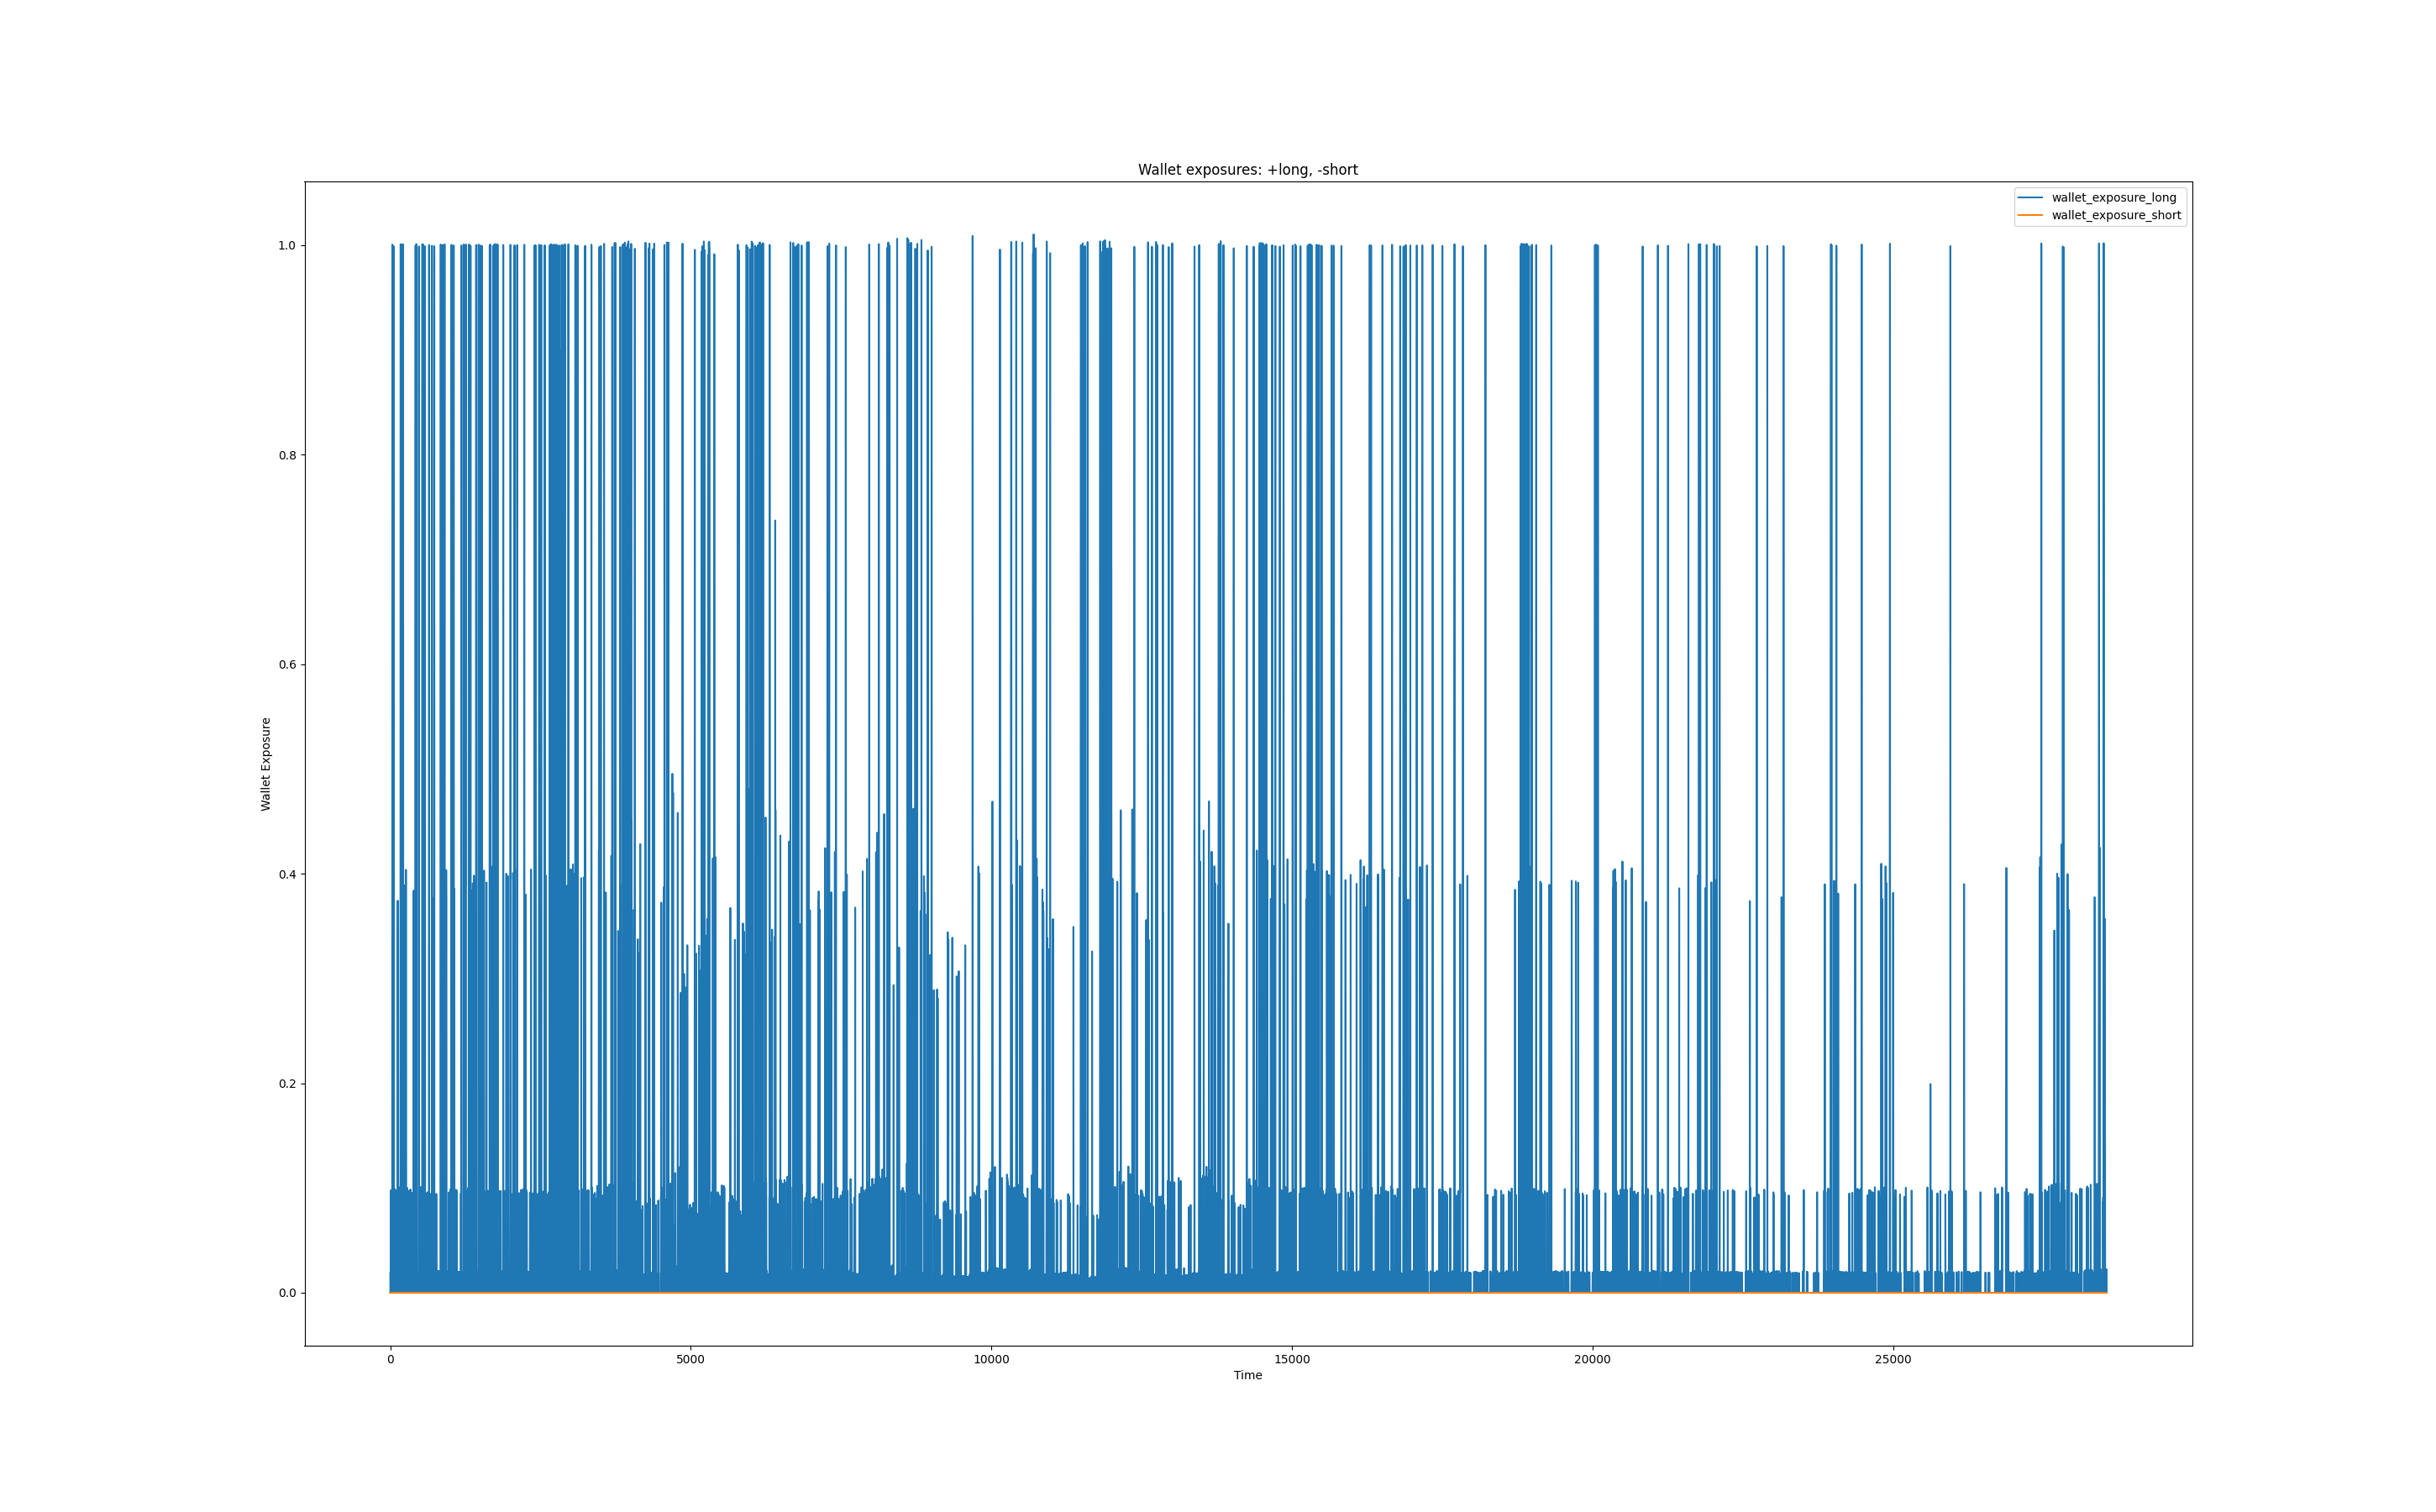 Wallet exposures: +long, -short
wallet_exposure_long
wallet_exposure_short
1.0
0.8
0.6
0.4
0.2
0.0
Wallet Exposure
0 5000 10000 15000 20000 25000
Time